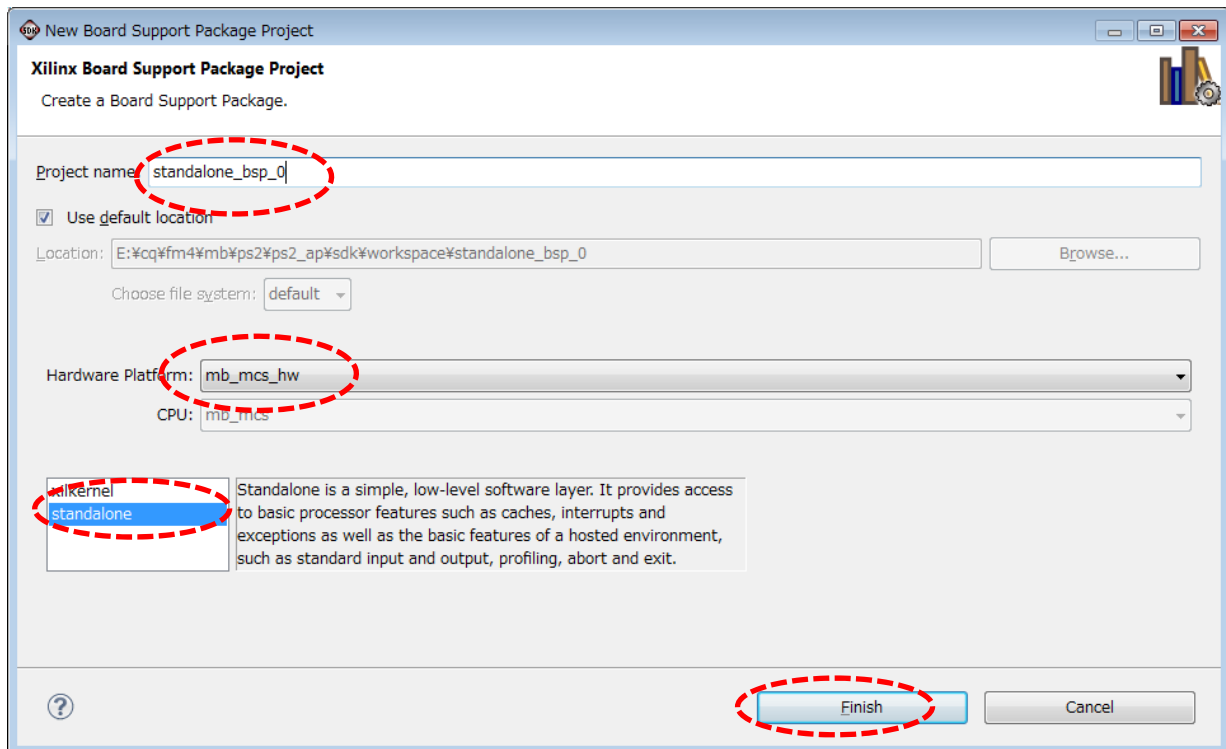 SDK New Board Support Package Project
Xilinx Board Support Package Project
Create a Board Support Package.
Project name: standalone_bsp_0
Use default location
Location: E:¥cq¥fm4¥mb¥ps2¥ps2_ap¥sdk¥workspace¥standalone_bsp_0 Browse...
Choose file system: default
Hardware Platform: mb_mcs_hw
CPU: mb_mcs
xilkernel
standalone
Standalone is a simple, low-level software layer. It provides access
to basic processor features such as caches, interrupts and
exceptions as well as the basic features of a hosted environment,
such as standard input and output, profiling, abort and exit.
? Finish Cancel